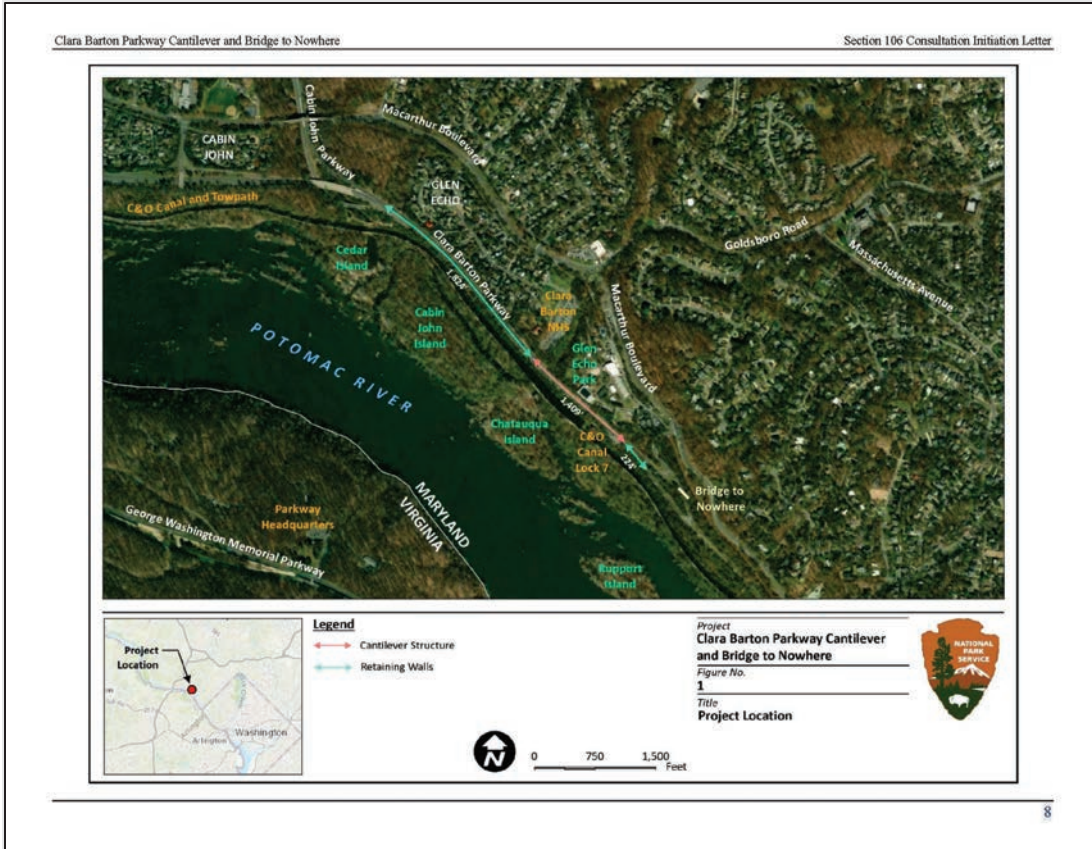 Clara Barton Parkway Cantilever and Bridge to Nowhere
Section 106 Consultation Initiation Letter
CABIN
JOHN
Cabin John Parkway
Macarthur Boulevard
GLEN
ECHO
C&O Canal and Towpath
Clara Barton Parkway
1,824'
Goldsboro Road
Massachusetts Avenue
Cedar
Island
Cabin
John
Island
Clara
Barton
NHS
Macarthur Boulevard
Glen
Echo
Park
POTOMAC RIVER
1,409'
Chatauqua
Island
C&O
Canal
Lock 7
224'
Bridge to
Nowhere
MARYLAND
VIRGINIA
Parkway
Headquarters
George Washington Memorial Parkway
Ruppert
Island
Project
Location
Arlington
Washington
Legend
Cantilever Structure
Retaining Walls
N
0 750 1,500
Feet
Project
Clara Barton Parkway Cantilever
and Bridge to Nowhere
Figure No.
1
Title
Project Location
NATIONAL
PARK
SERVICE
8